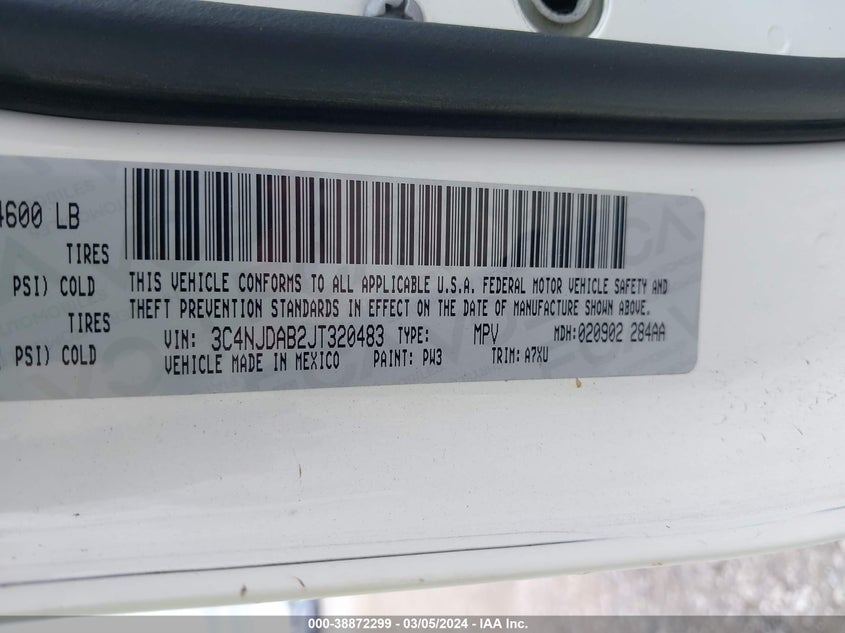 4600 LB
TIRES
PSI) COLD
TIRES
PSI) COLD
THIS VEHICLE CONFORMS TO ALL APPLICABLE U.S.A. FEDERAL MOTOR VEHICLE SAFETY AND
THEFT PREVENTION STANDARDS IN EFFECT ON THE DATE OF MANUFACTURE SHOWN ABOVE.
VIN: 3C4NJDAB2JT320483 TYPE: MPV MDH:020902 284AA
VEHICLE MADE IN MEXICO PAINT: PW3 TRIM: A7XU
000-38872299 - 03/05/2024 - IAA Inc.